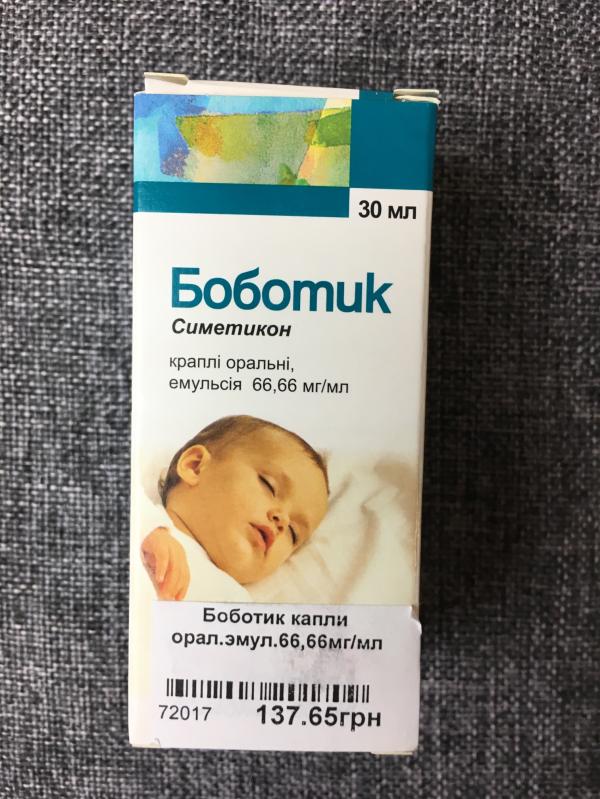 30 мл
Боботик
Симетикон
краплі оральні,
емульсія 66,66 мг/мл
Боботик капли
орал.эмул.66,66мг/мл
72017 137.65грн